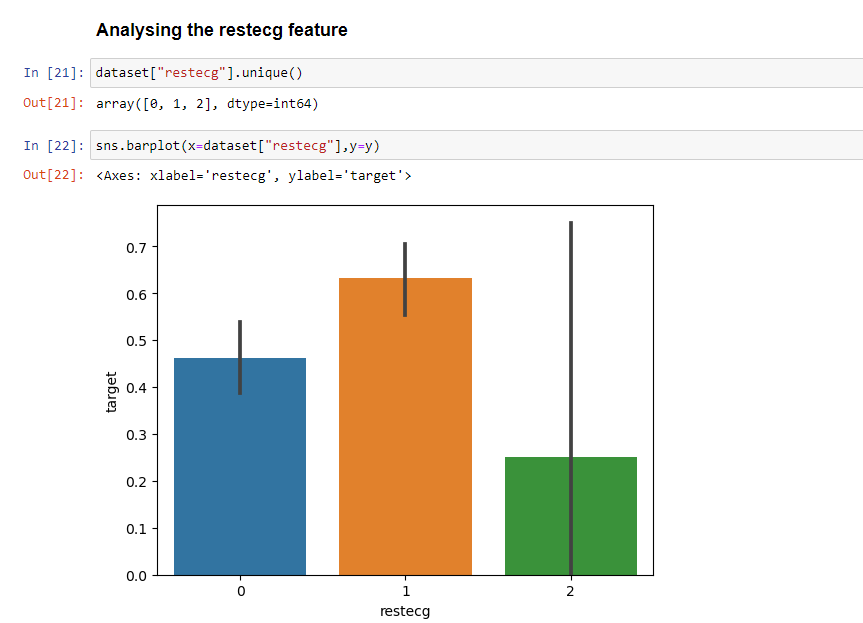 Analysing the restecg feature
In [21]: dataset["restecg"].unique()
Out[21]: array([0, 1, 2], dtype=int64)
In [22]: sns.barplot(x=dataset["restecg"],y=y)
Out[22]: <Axes: xlabel='restecg', ylabel='target'>
0.7
0.6
0.5
0.4
0.3
0.2
0.1
0.0
target
0 1 2
restecg